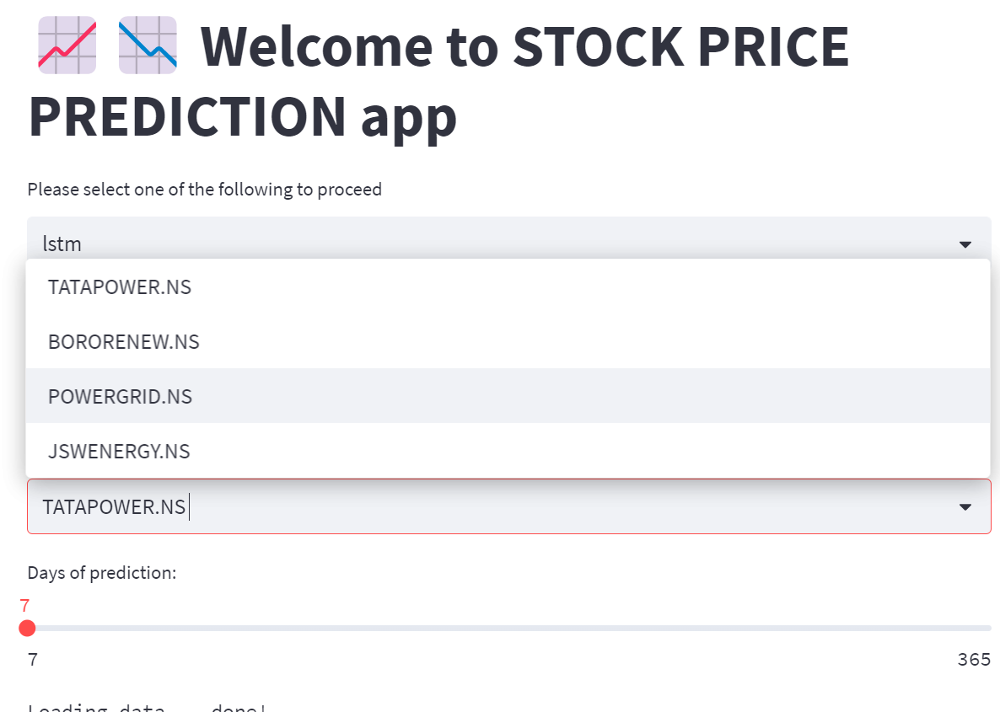 Welcome to STOCK PRICE
PREDICTION app
Please select one of the following to proceed
lstm
TATAPOWER.NS
BORORENEW.NS
POWERGRID.NS
JSWENERGY.NS
TATAPOWER.NS
Days of prediction:
7
7 365
Loading data... done!